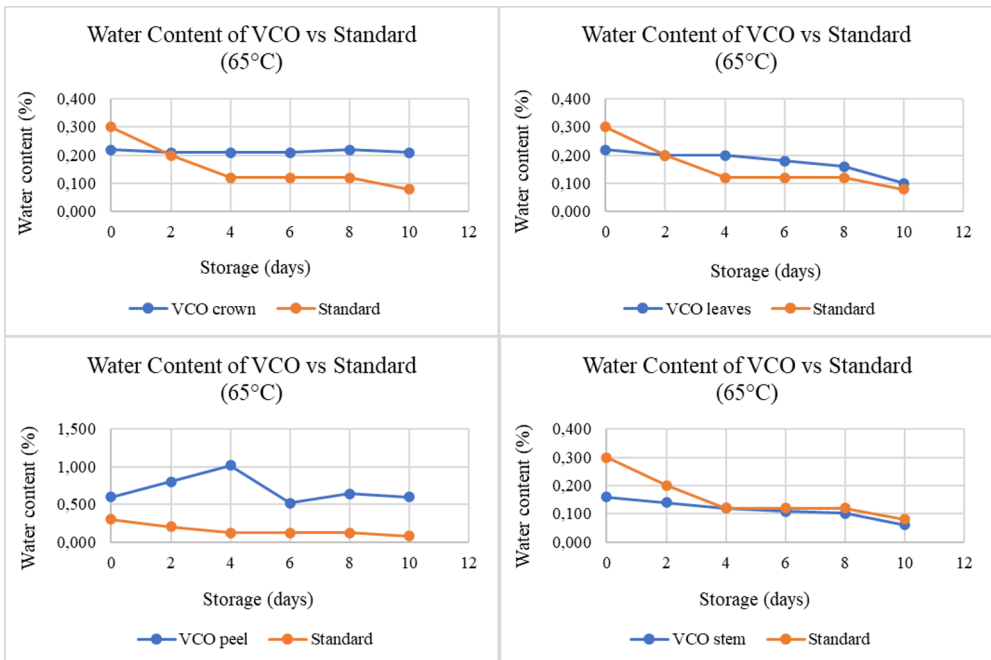 Water Content of VCO vs Standard
(65°C)
Water content (%)
0,400
0,300
0,200
0,100
0,000
0 2 4 6 8 10 12
Storage (days)
VCO crown Standard
Water Content of VCO vs Standard
(65°C)
Water content (%)
0,400
0,300
0,200
0,100
0,000
0 2 4 6 8 10 12
Storage (days)
VCO leaves Standard
Water Content of VCO vs Standard
(65°C)
Water content (%)
1,500
1,000
0,500
0,000
0 2 4 6 8 10 12
Storage (days)
VCO peel Standard
Water Content of VCO vs Standard
(65°C)
Water content (%)
0,400
0,300
0,200
0,100
0,000
0 2 4 6 8 10 12
Storage (days)
VCO stem Standard